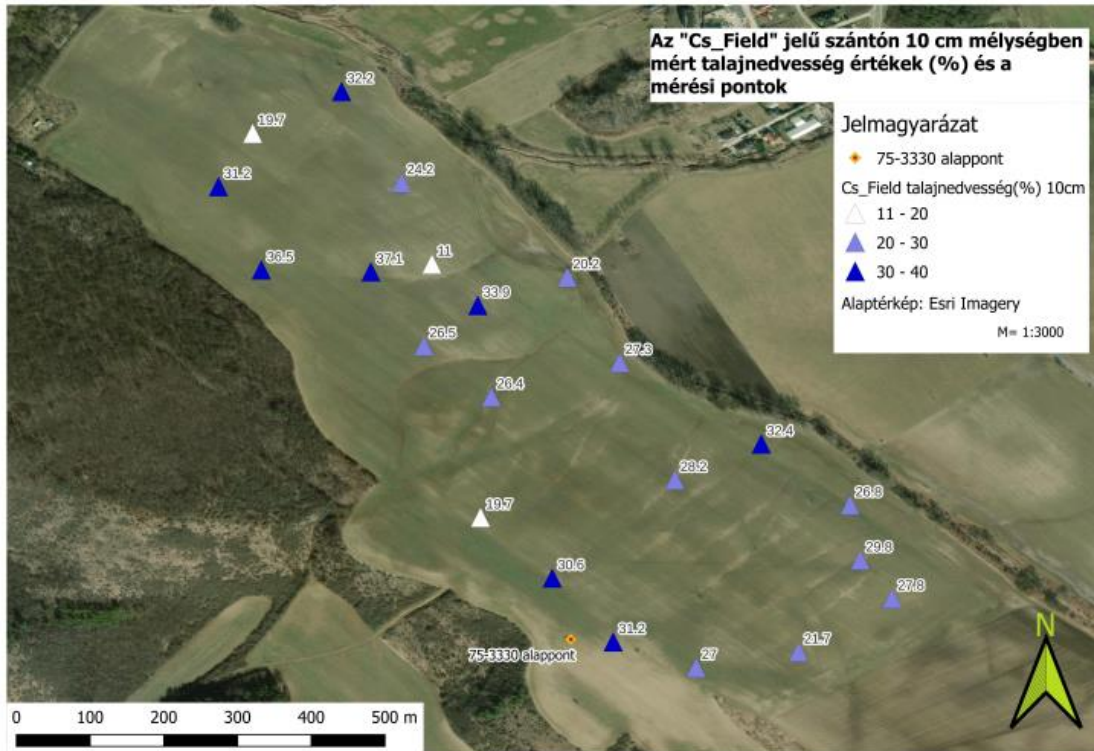 Az "Cs_Field" jelű szántón 10 cm mélységben
mért talajnedvesség értékek (%) és a
mérési pontok
Jelmagyarázat
75-3330 alappont
Cs_Field talajnedvesség(%) 10cm
11 - 20
20 - 30
30 - 40
Alaptérkép: Esri Imagery
M= 1:3000
32.2
19.7
31.2
24.2
36.5
37.1
11
20.2
33.9
26.5
27.3
26.4
32.4
28.2
26.8
19.7
29.8
30.6
27.8
31.2
75-3330 alappont
27
21.7
N
0 100 200 300 400 500 m